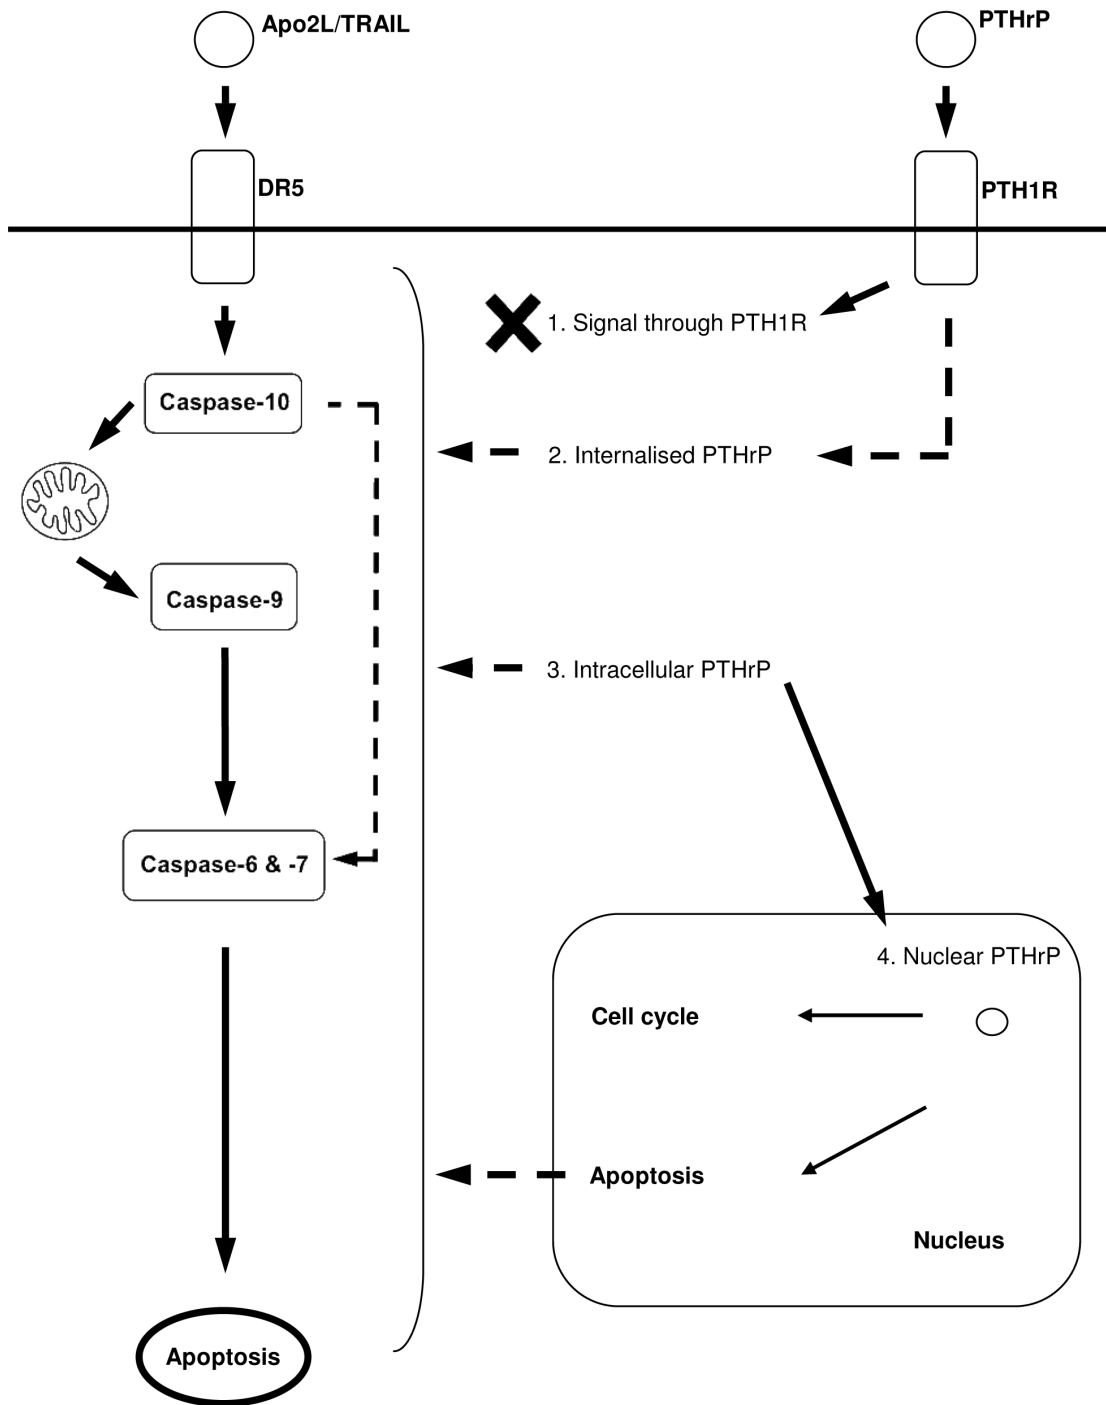 Apo2L/TRAIL
PTHrP
DR5
PTH1R
1. Signal through PTH1R
Caspase-10
2. Internalised PTHrP
Caspase-9
3. Intracellular PTHrP
Caspase-6 & -7
4. Nuclear PTHrP
Cell cycle
Apoptosis
Nucleus
Apoptosis